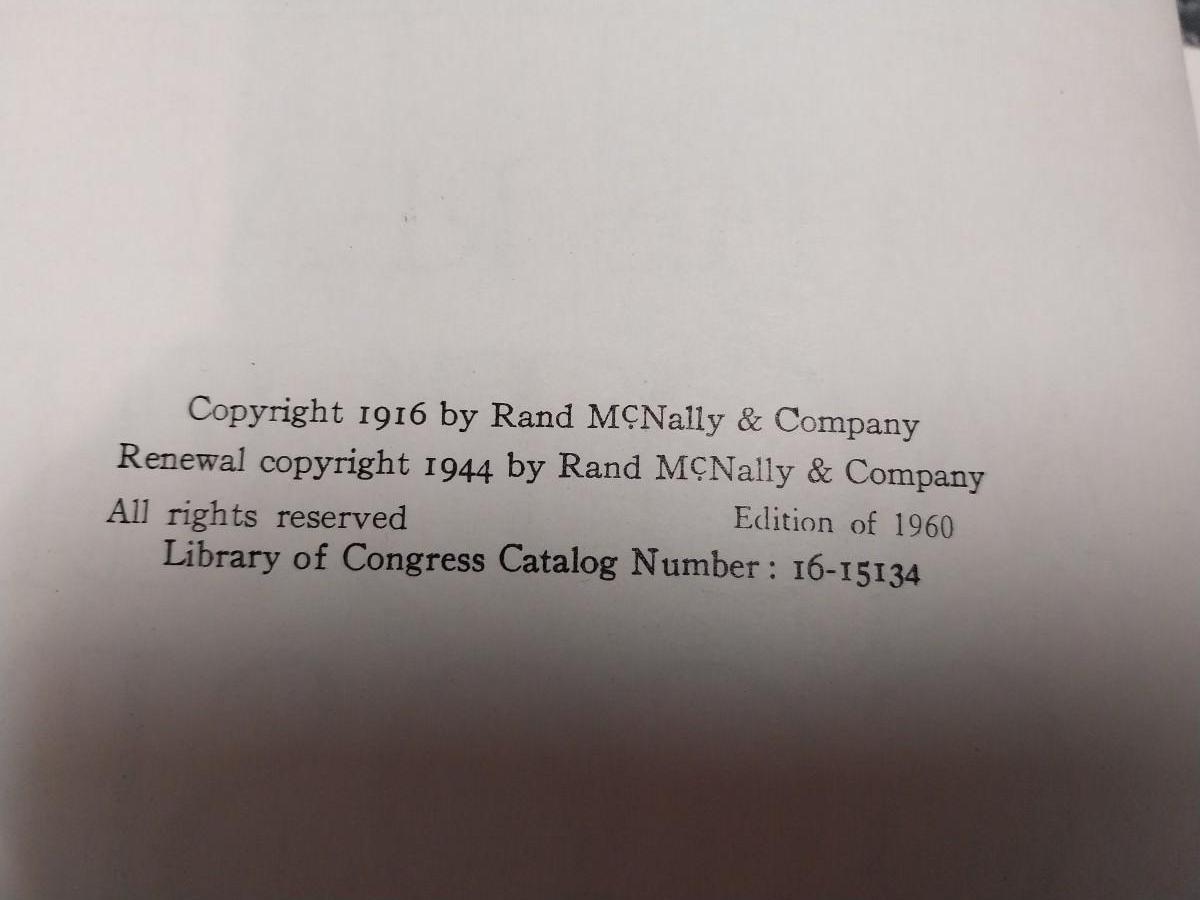 Copyright 1916 by Rand McNally & Company
Renewal copyright 1944 by Rand McNally & Company
All rights reserved Edition of 1960
Library of Congress Catalog Number: 16-15134